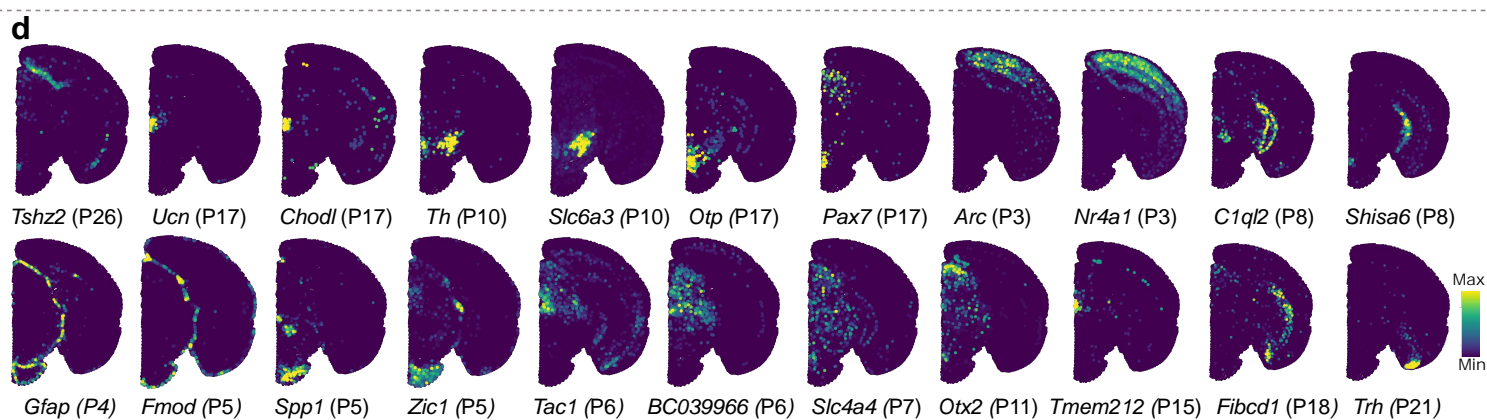 d
Tshz2 (P26) Ucn (P17) Chodl (P17) Th (P10) Slc6a3 (P10) Otp (P17) Pax7 (P17) Arc (P3) Nr4a1 (P3) C1ql2 (P8) Shisa6 (P8)
Max
Min
Gfap (P4) Fmod (P5) Spp1 (P5) Zic1 (P5) Tac1 (P6) BC039966 (P6) Slc4a4 (P7) Otx2 (P11) Tmem212 (P15) Fibcd1 (P18) Trh (P21)